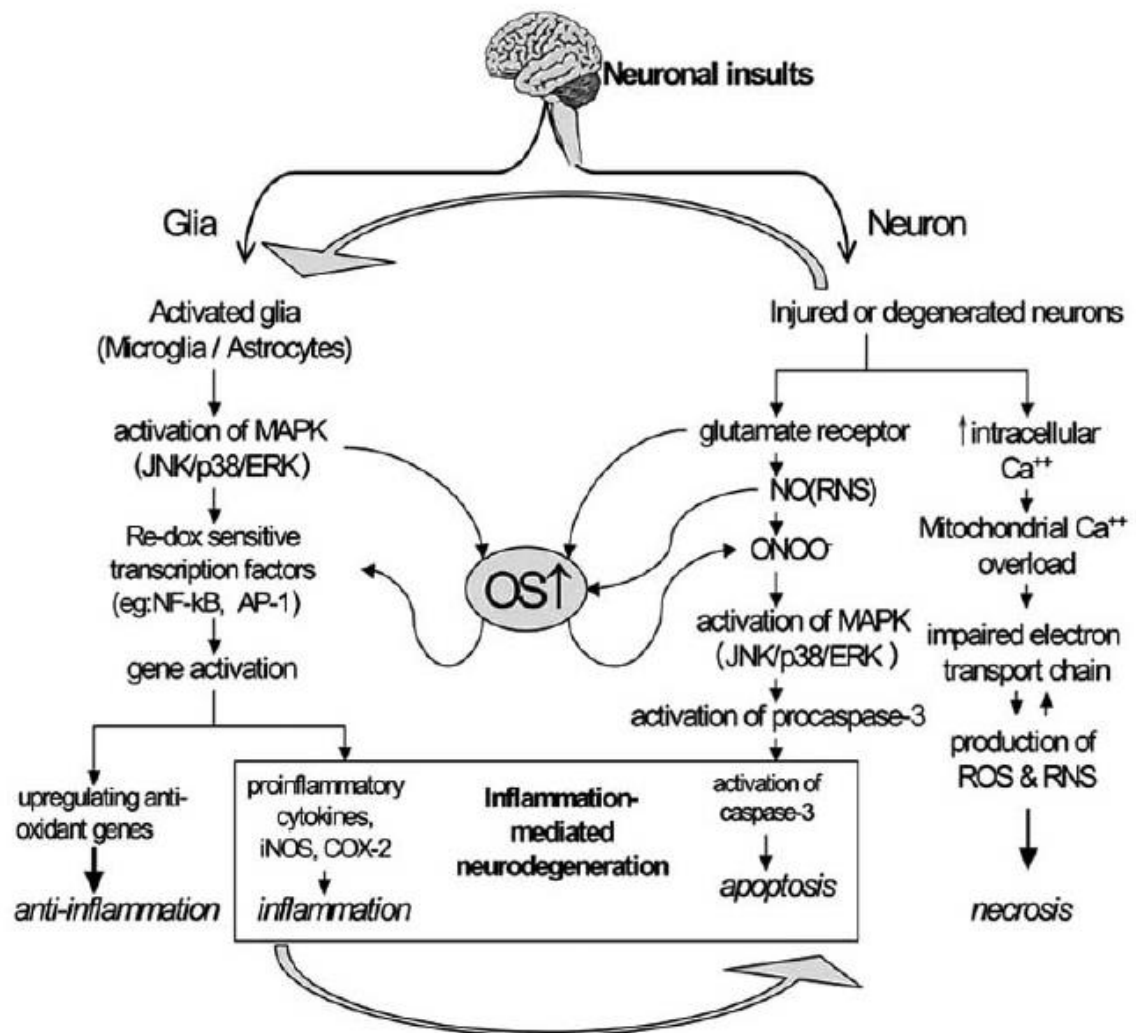 Neuronal insults
Glia
Neuron
Activated glia
(Microglia / Astrocytes)
activation of MAPK
(JNK/p38/ERK)
Re-dox sensitive
transcription factors
(eg:NF-kB, AP-1)
gene activation
upregulating anti-
oxidant genes
anti-inflammation
proinflammatory
cytokines,
iNOS, COX-2
inflammation
OS↑
Inflammation-
mediated
neurodegeneration
Injured or degenerated neurons
glutamate receptor
NO(RNS)
ONOO⁻
activation of MAPK
(JNK/p38/ERK )
activation of procaspase-3
activation of
caspase-3
apoptosis
↑intracellular
Ca⁺⁺
Mitochondrial Ca⁺⁺
overload
impaired electron
transport chain
production of
ROS & RNS
necrosis